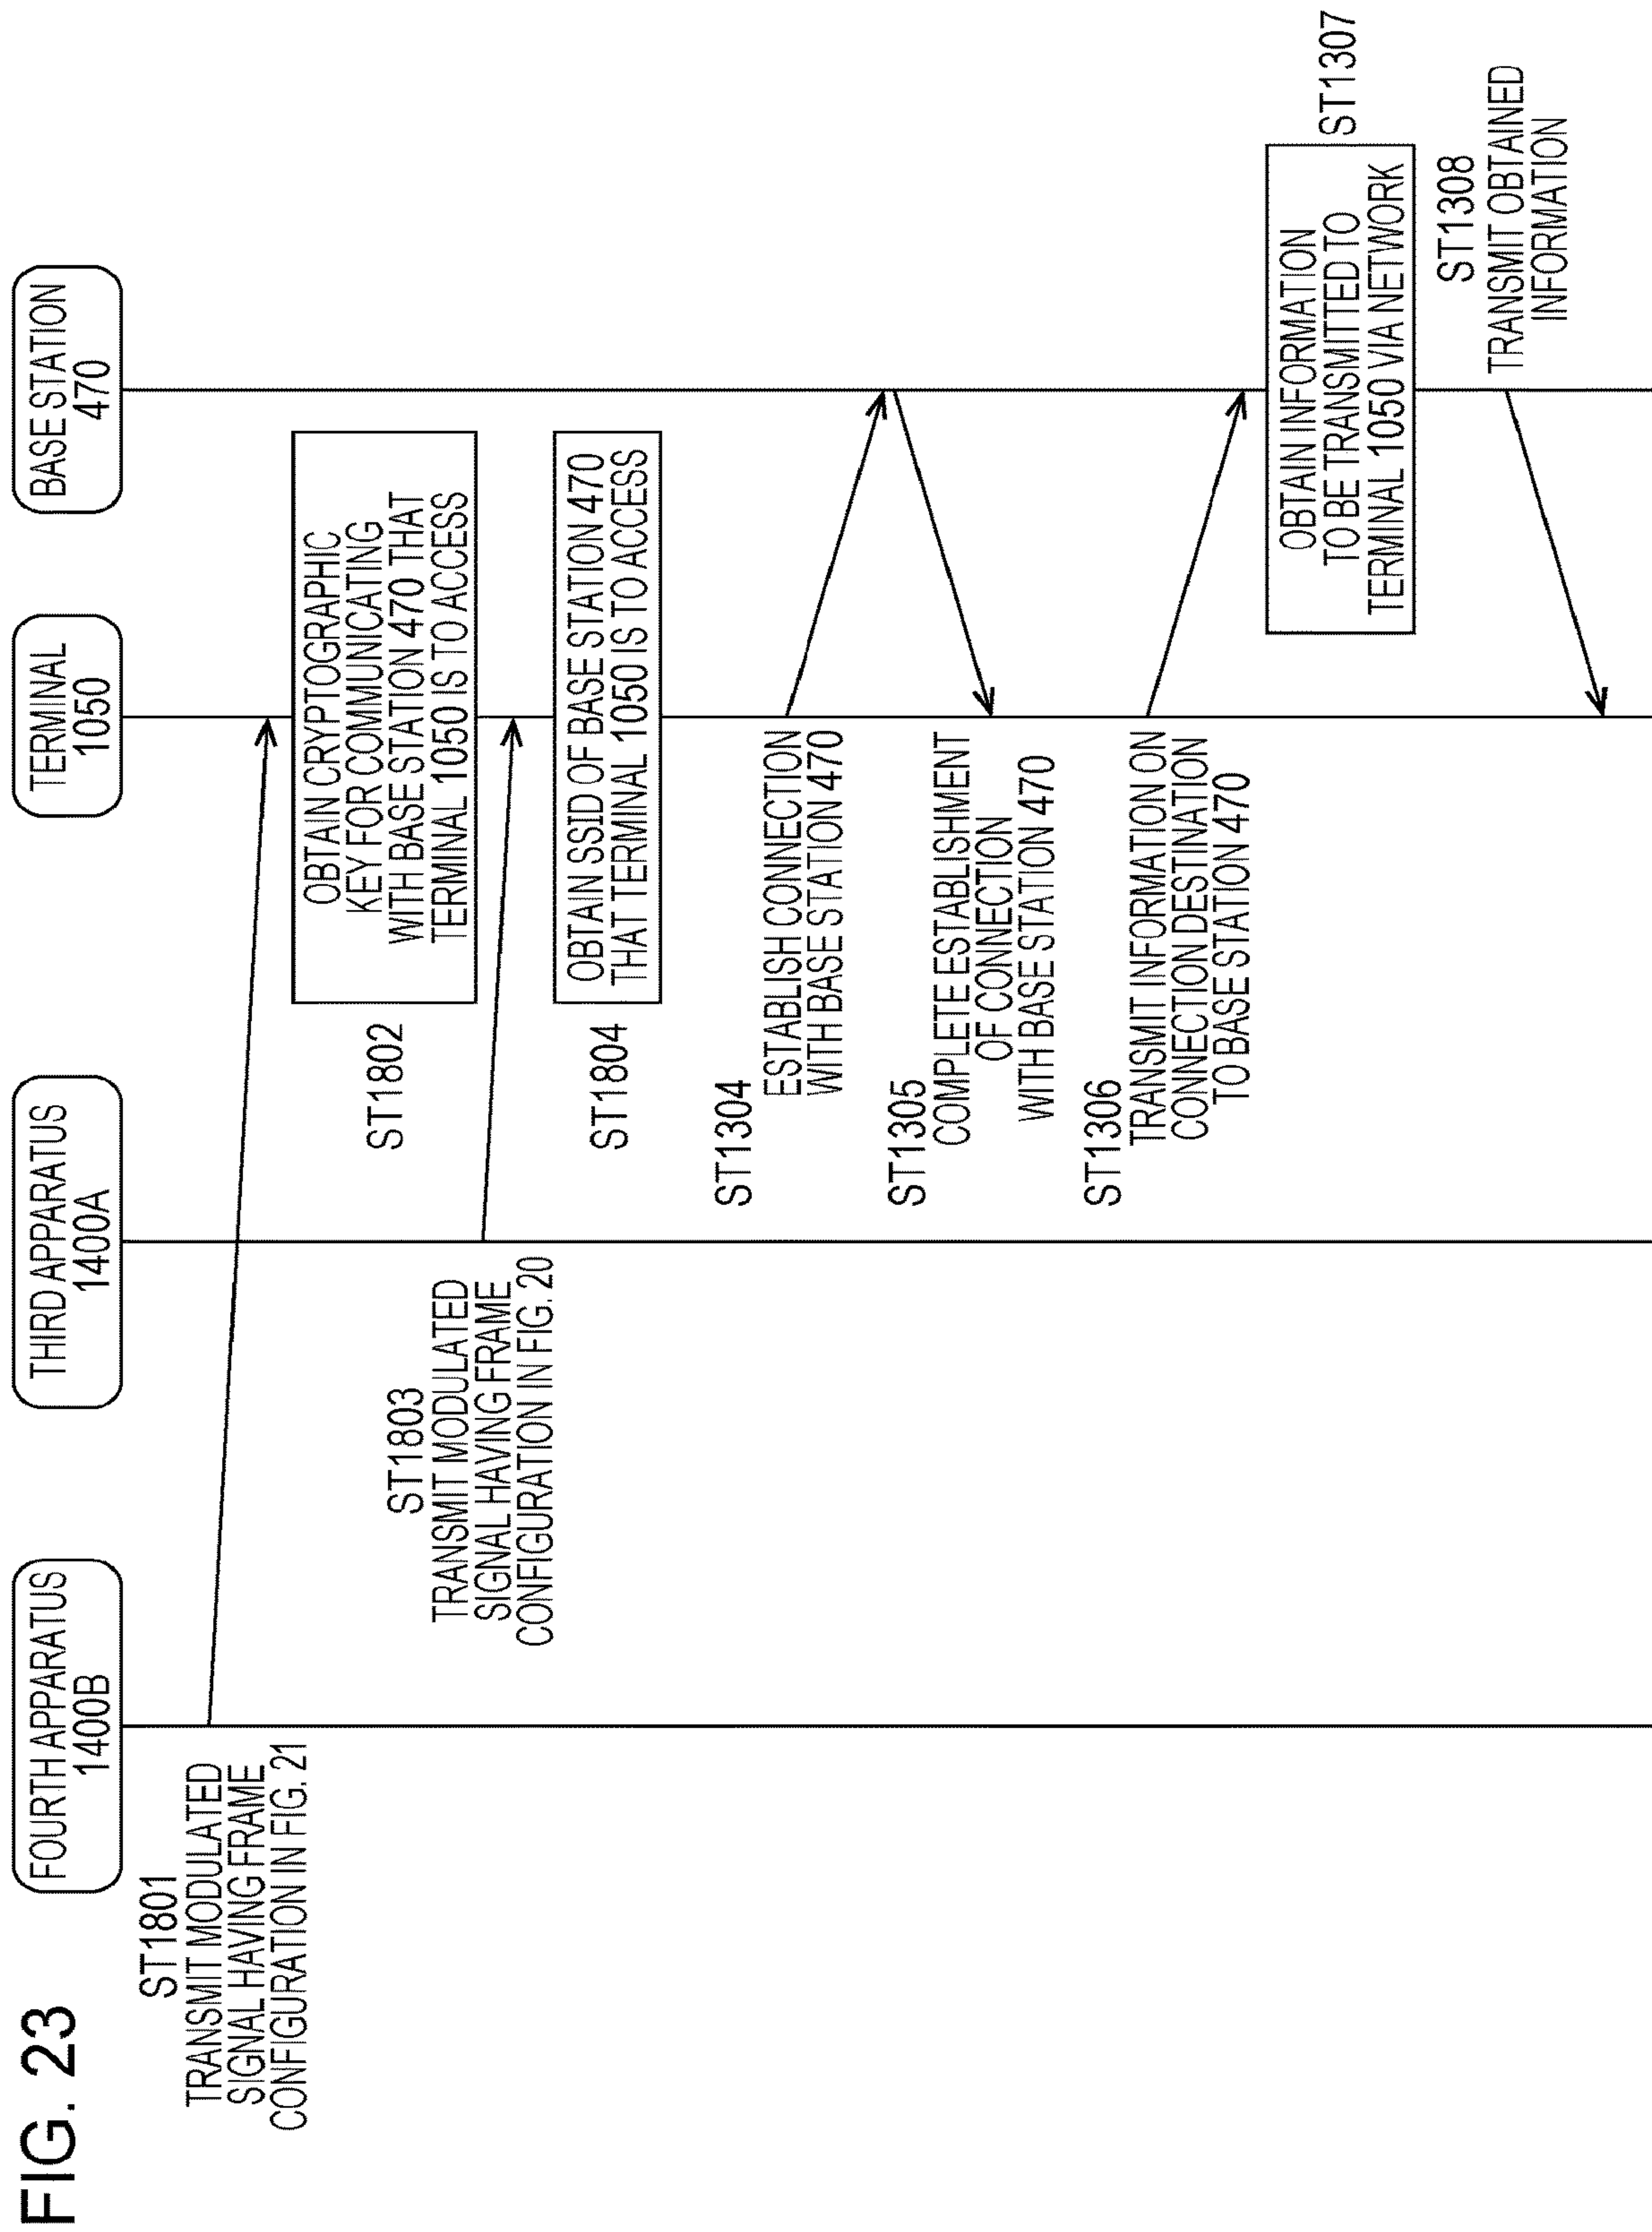 FIG. 23
FOURTH APPARATUS
1400B
THIRD APPARATUS
1400A
TERMINAL
1050
BASE STATION
470
ST1801
TRANSMIT MODULATED
SIGNAL HAVING FRAME
CONFIGURATION IN FIG. 21
ST1802
OBTAIN CRYPTOGRAPHIC
KEY FOR COMMUNICATING
WITH BASE STATION 470 THAT
TERMINAL 1050 IS TO ACCESS
ST1803
TRANSMIT MODULATED
SIGNAL HAVING FRAME
CONFIGURATION IN FIG. 20
ST1804
OBTAIN SSID OF BASE STATION 470
THAT TERMINAL 1050 IS TO ACCESS
ST1304
ESTABLISH CONNECTION
WITH BASE STATION 470
ST1305
COMPLETE ESTABLISHMENT
OF CONNECTION
WITH BASE STATION 470
ST1306
TRANSMIT INFORMATION ON
CONNECTION DESTINATION
TO BASE STATION 470
OBTAIN INFORMATION
TO BE TRANSMITTED TO
TERMINAL 1050 VIA NETWORK
ST1307
ST1308
TRANSMIT OBTAINED
INFORMATION